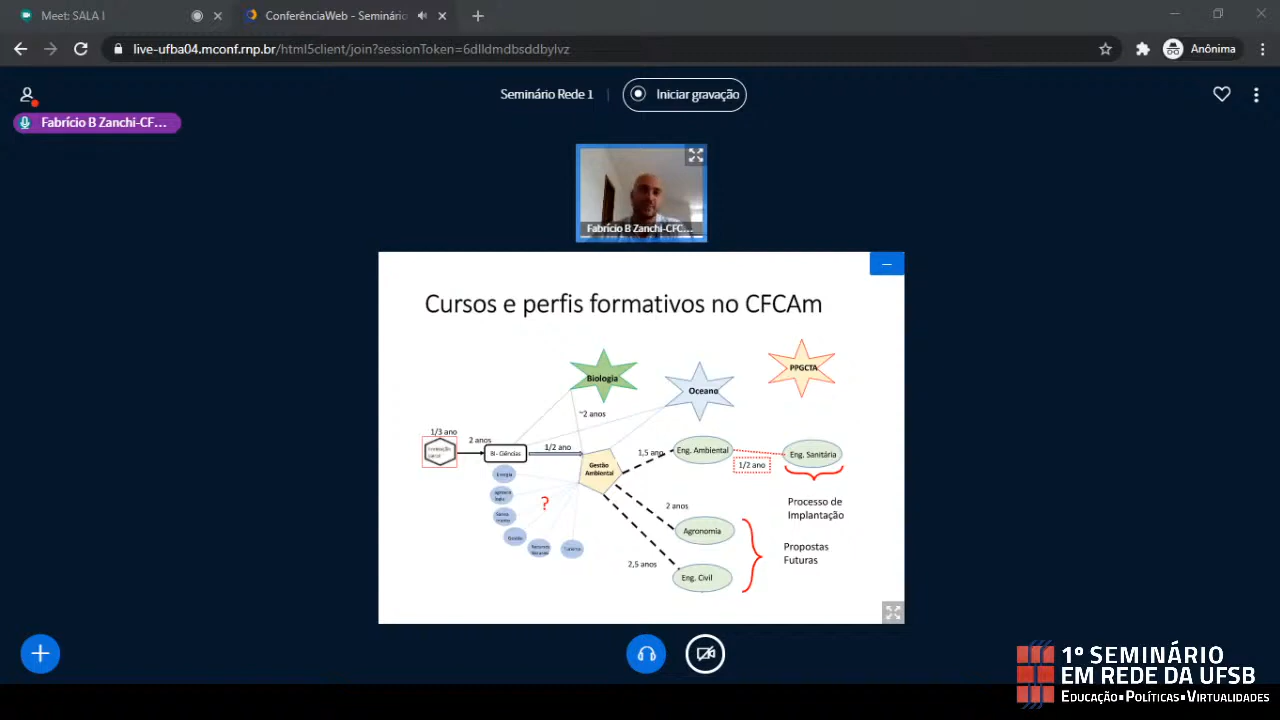 Meet: SALA I
ConferênciaWeb - Seminário
live-ufba04.mconf.rnp.br/html5client/join?sessionToken=6dlldmdbsddbylvz
Anônima
Seminário Rede 1
Iniciar gravação
Fabrício B Zanchi-CF...
Fabrício B Zanchi-CFC...
Cursos e perfis formativos no CFCAm
Biologia
Oceano
PPGCTA
~2 anos
1/3 ano
2 anos
1/2 ano
BI - Ciências
Gestão
Ambiental
1,5 ano
Eng. Ambiental
1/2 ano
Eng. Sanitária
Energia
?
2 anos
Processo de
Implantação
Agronomia
Propostas
Futuras
2,5 anos
Eng. Civil
1º SEMINÁRIO
EM REDE DA UFSB
EDUCAÇÃO▪POLÍTICAS▪VIRTUALIDADES